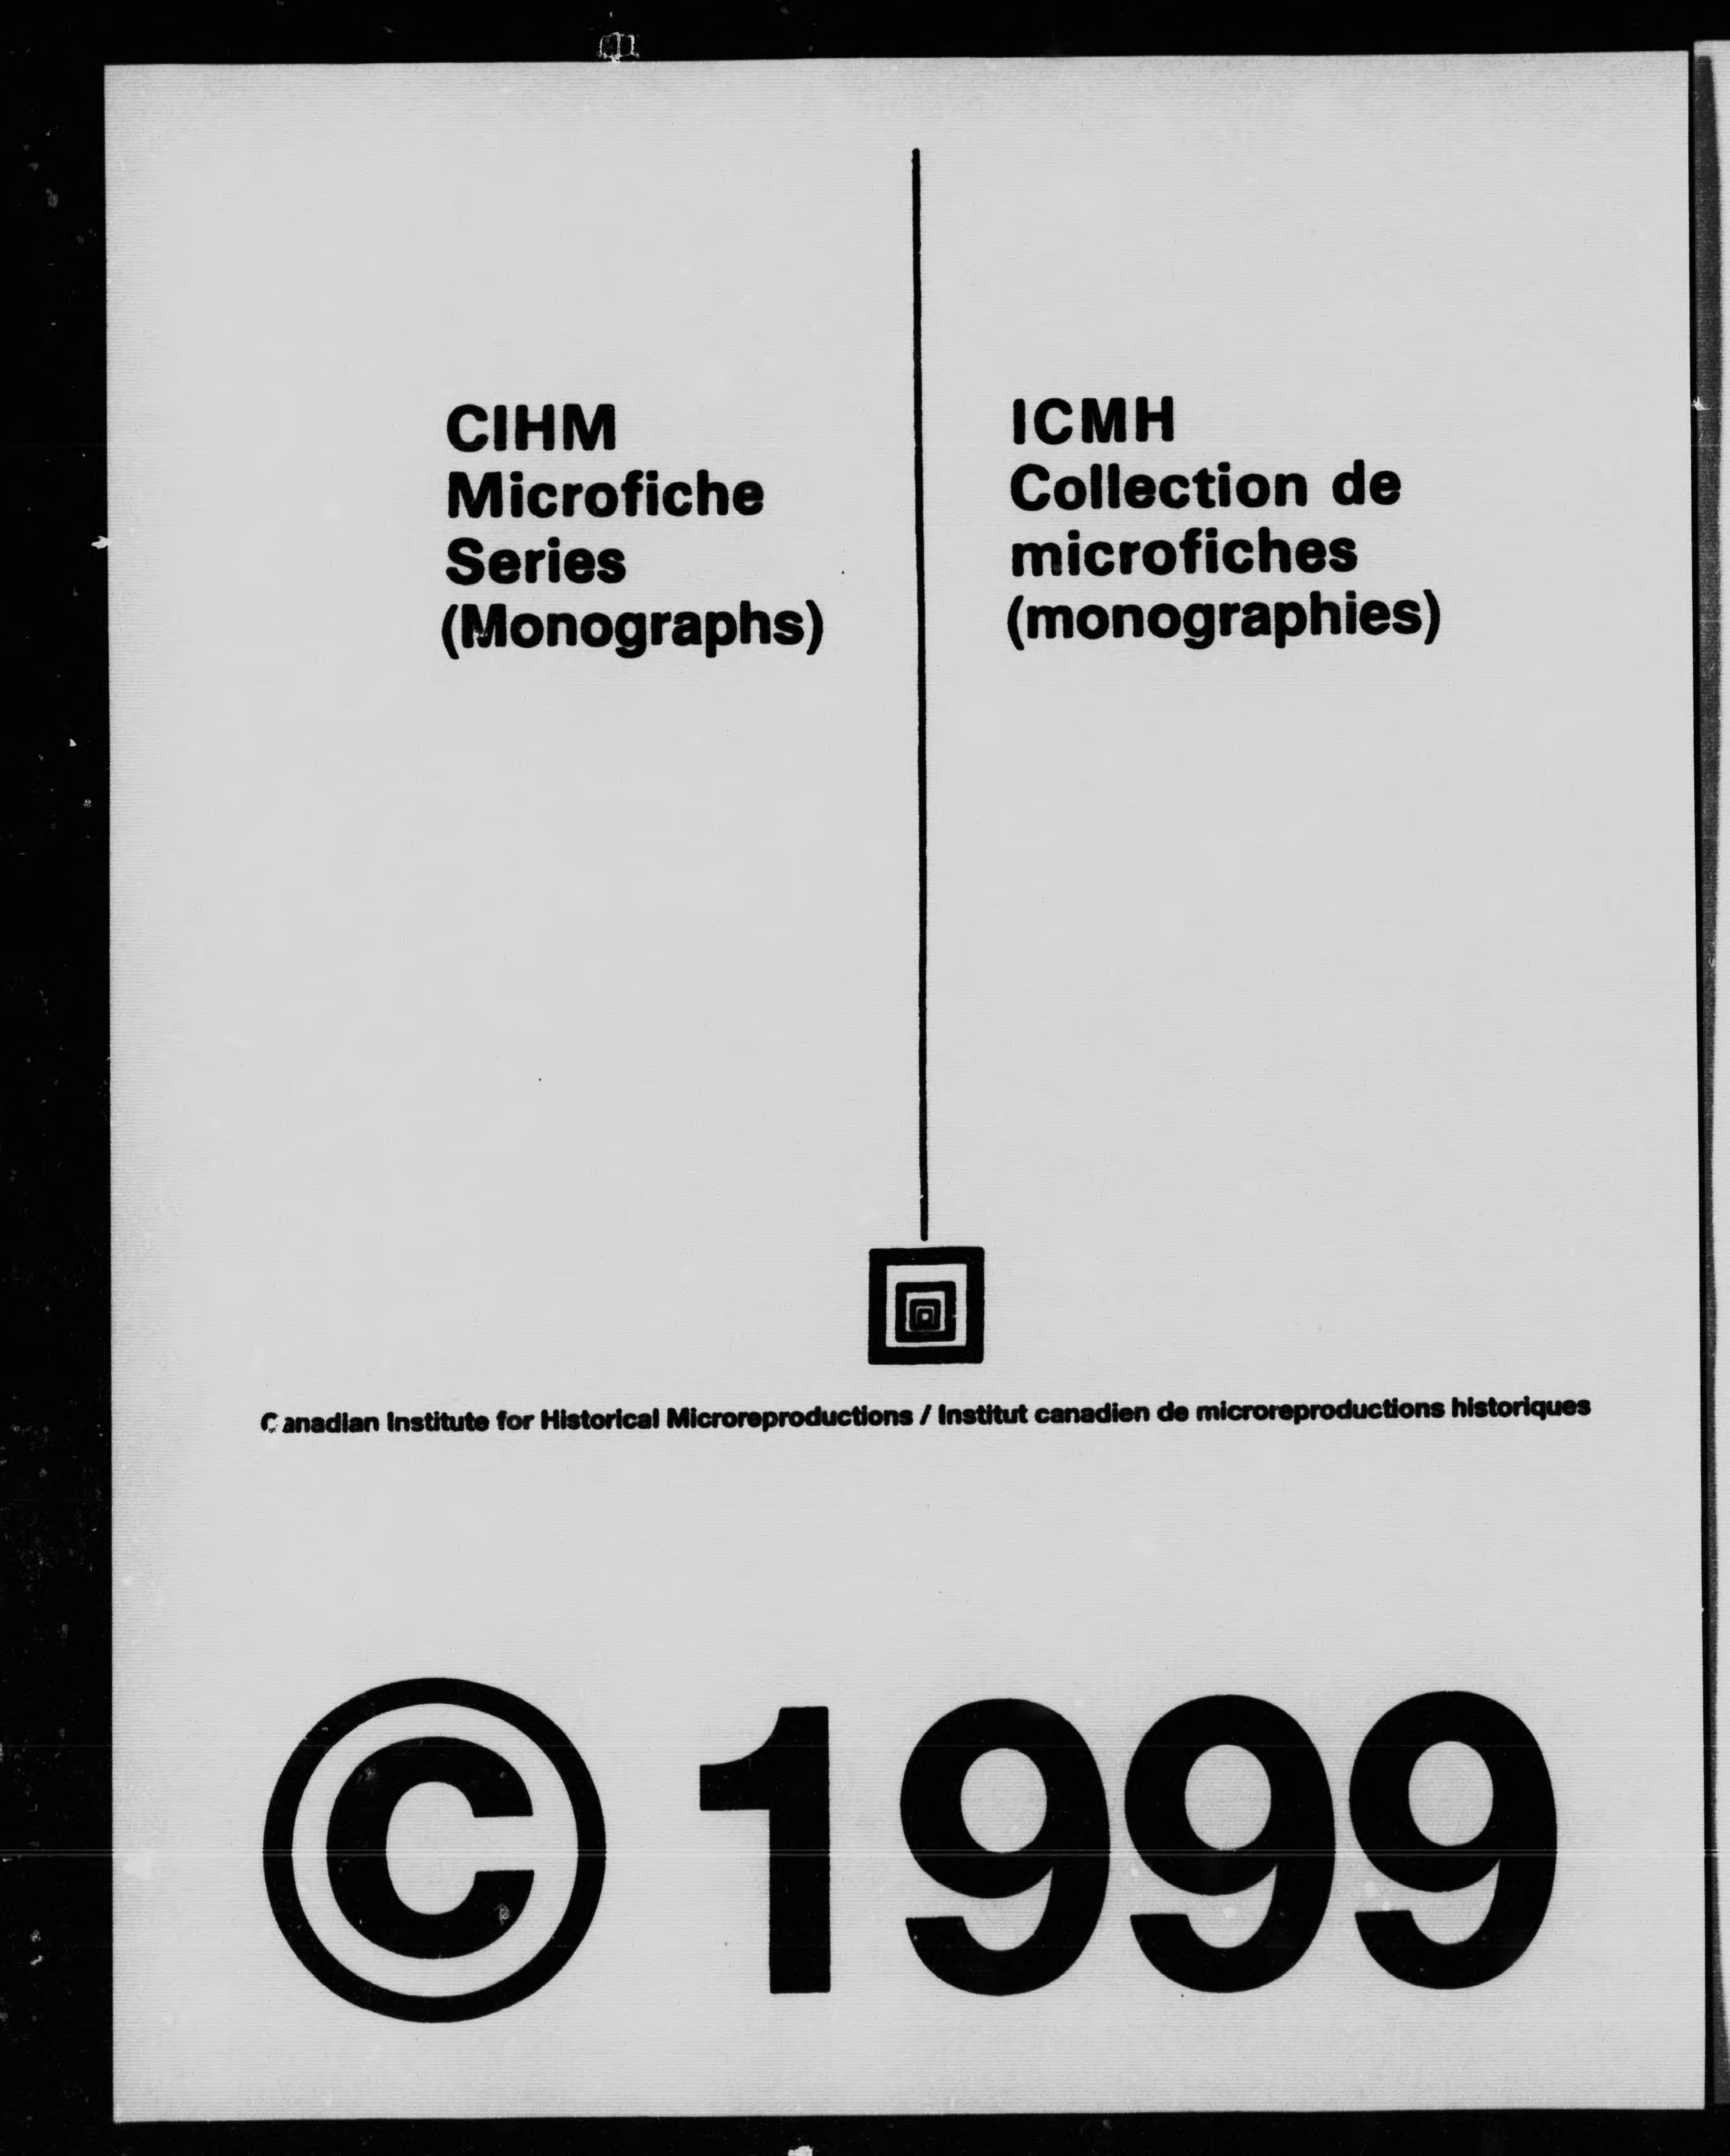 CIHM
Microfiche
Series
(Monographs)
ICMH
Collection de
microfiches
(monographies)
Canadian Institute for Historical Microreproductions / Institut canadien de microreproductions historiques
© 1999